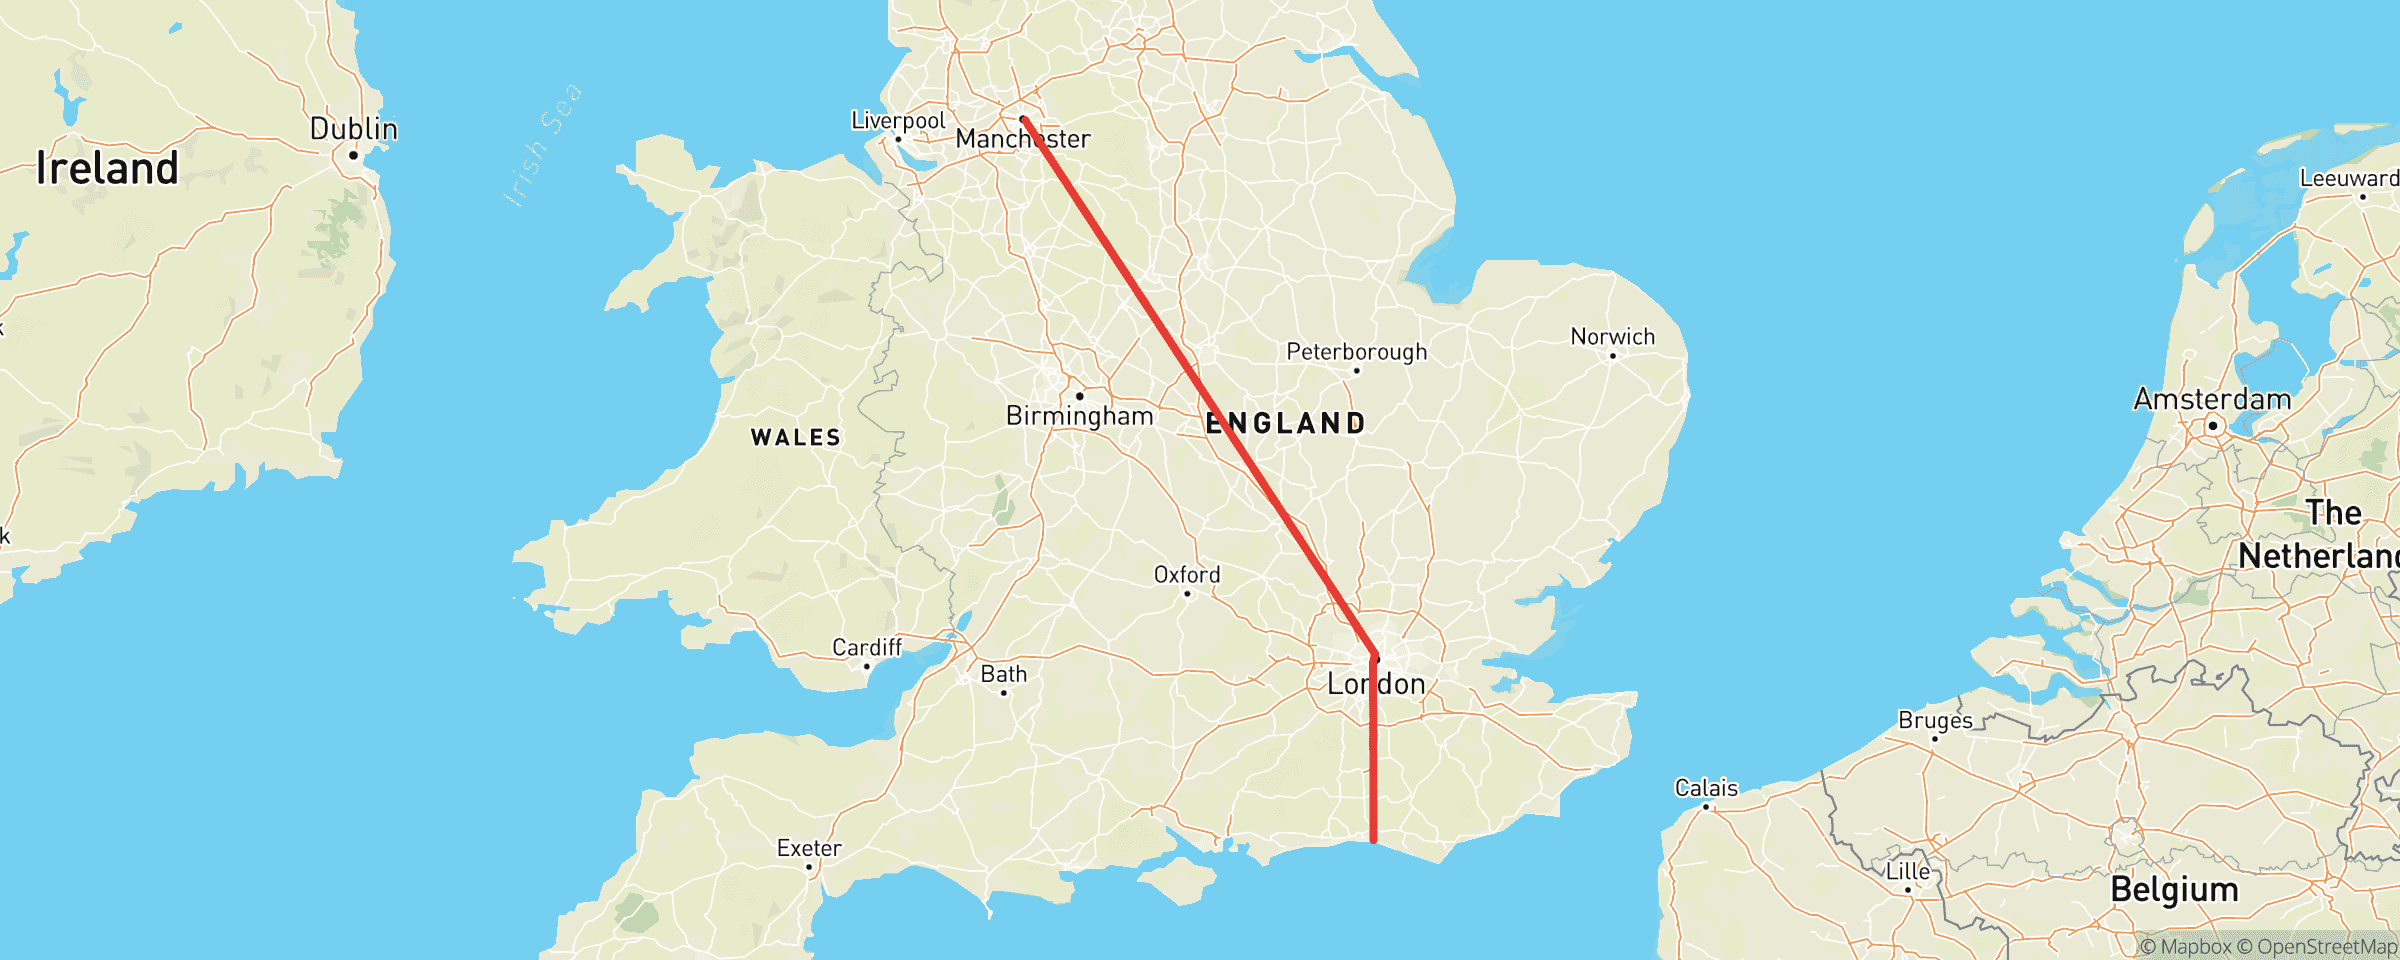 Dublin
Ireland
Irish Sea
Liverpool
Manchester
Leeuward
k
Norwich
Peterborough
Amsterdam
Birmingham
ENGLAND
WALES
The
Netherland
k
Oxford
Cardiff
Bath
London
Bruges
Calais
Exeter
Lille
Belgium
© Mapbox © OpenStreetMap